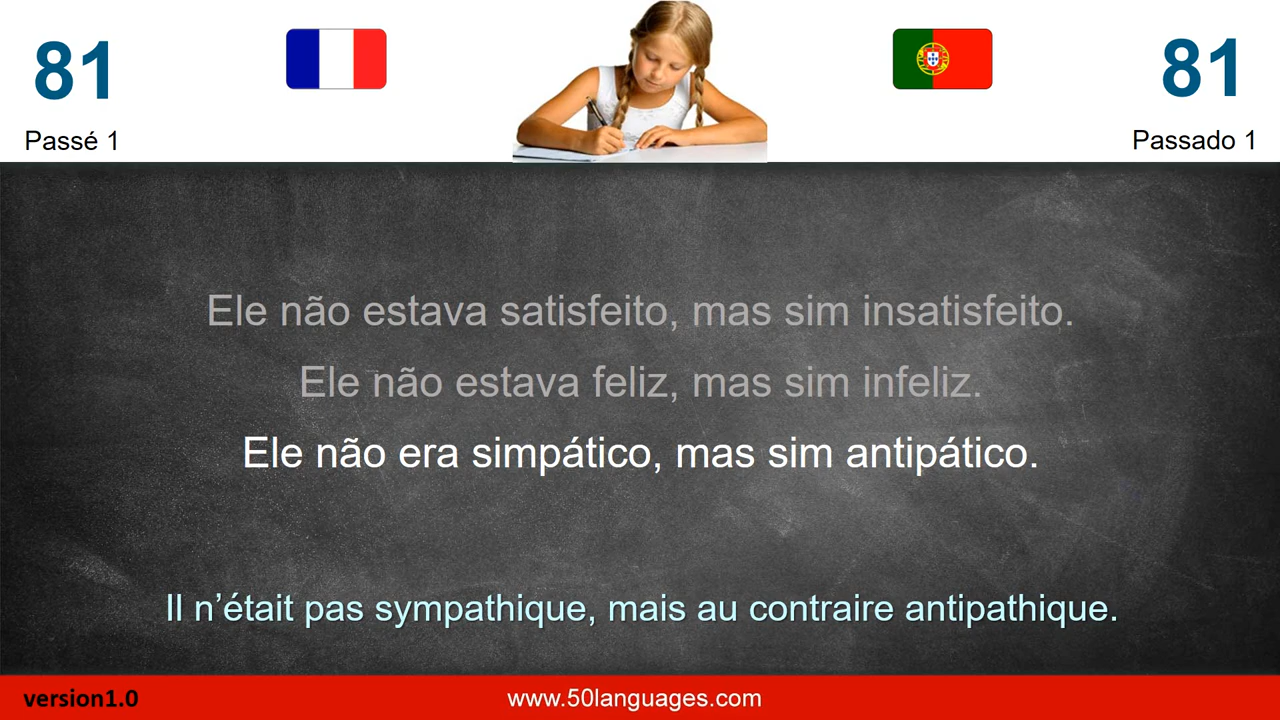 81
81
Passé 1
Passado 1
Ele não estava satisfeito, mas sim insatisfeito.
Ele não estava feliz, mas sim infeliz.
Ele não era simpático, mas sim antipático.
Il n’était pas sympathique, mais au contraire antipathique.
version1.0
www.50languages.com